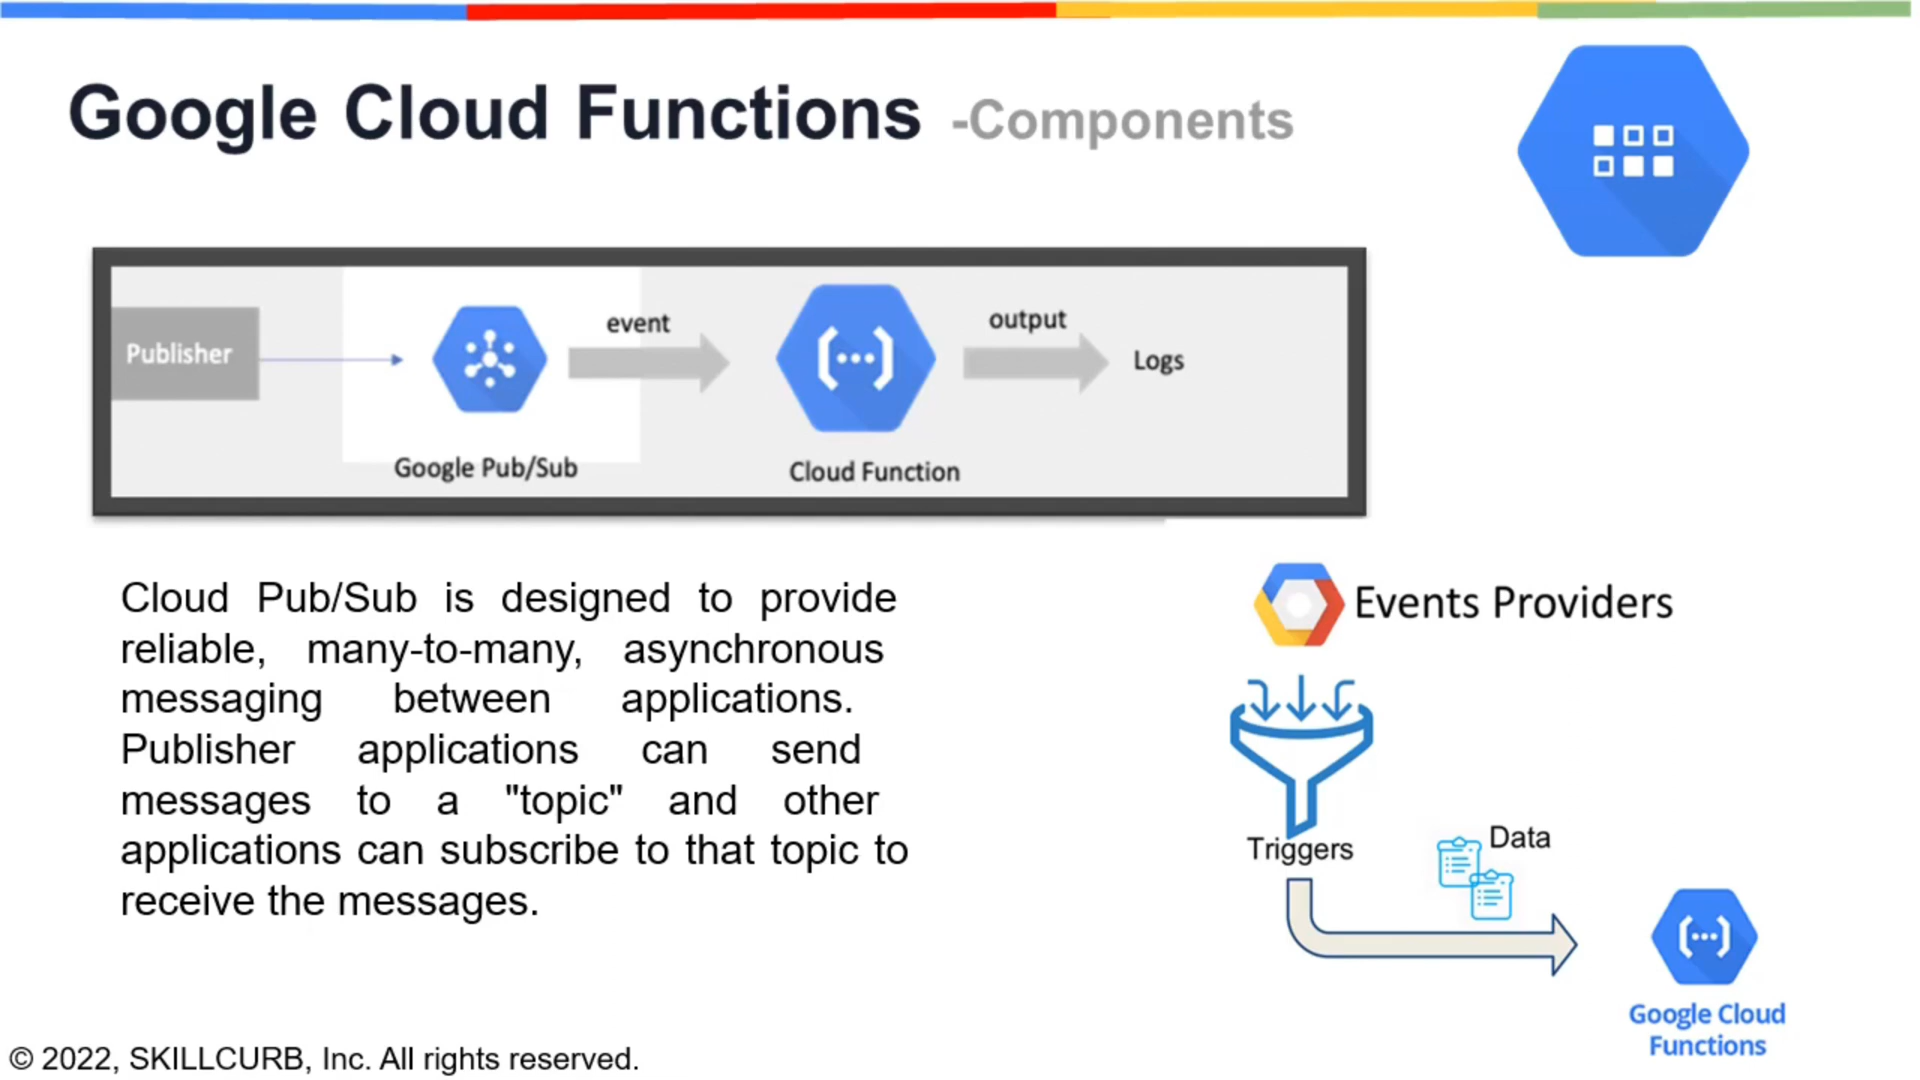 Google Cloud Functions -Components
Publisher
event
output
Logs
Google Pub/Sub
Cloud Function
Cloud Pub/Sub is designed to provide
reliable, many-to-many, asynchronous
messaging between applications.
Publisher applications can send
messages to a "topic" and other
applications can subscribe to that topic to
receive the messages.
Events Providers
Triggers
Data
Google Cloud
Functions
© 2022, SKILLCURB, Inc. All rights reserved.